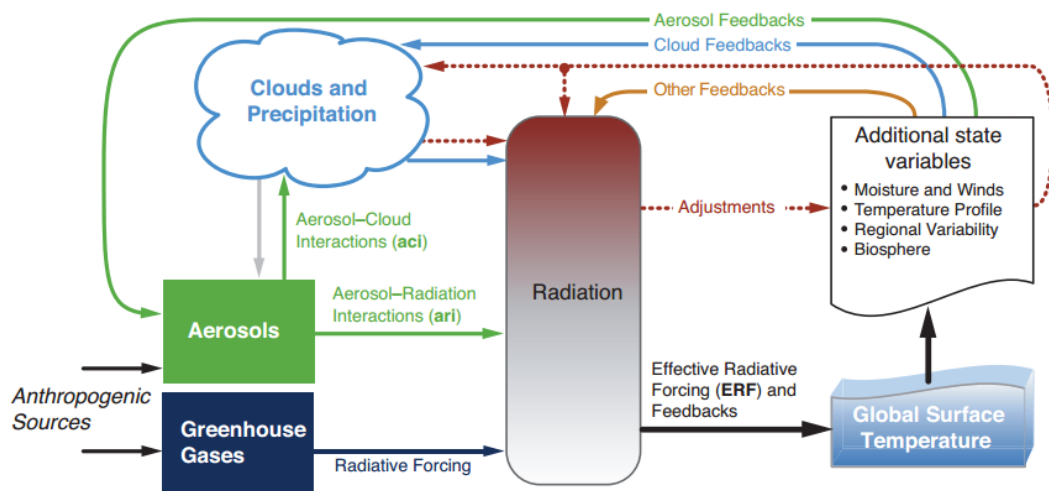 Aerosol Feedbacks
Cloud Feedbacks
Other Feedbacks
Clouds and
Precipitation
Additional state
variables
• Moisture and Winds
• Temperature Profile
• Regional Variability
• Biosphere
Adjustments
Aerosol–Cloud
Interactions (aci)
Aerosol–Radiation
Interactions (ari)
Radiation
Aerosols
Anthropogenic
Sources
Greenhouse
Gases
Radiative Forcing
Effective Radiative
Forcing (ERF) and
Feedbacks
Global Surface
Temperature